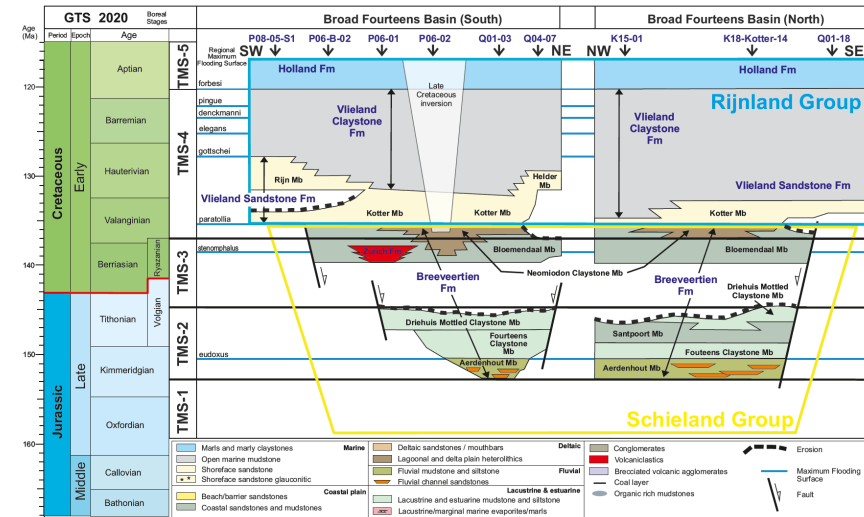 GTS 2020
Boreal Stages
Broad Fourteens Basin (South)
Broad Fourteens Basin (North)
Age (Ma)
Period
Epoch
Age
Regional Maximum Flooding Surface
P08-05-S1
P06-B-02
P06-01
P06-02
Q01-03
Q04-07
K15-01
K18-Kotter-14
Q01-18
SW
NE
NW
SE
120
130
140
150
160
Cretaceous
Jurassic
Early
Late
Middle
Aptian
Barremian
Hauterivian
Valanginian
Berriasian
Tithonian
Kimmeridgian
Oxfordian
Callovian
Bathonian
Ryazanian
Volgian
TMS-5
TMS-4
TMS-3
TMS-2
TMS-1
forbesi
pingue
denckmanni
elegans
gottschei
paratollia
stenomphalus
eudoxus
Holland Fm
Late Cretaceous inversion
Vlieland Claystone Fm
Rijn Mb
Helder Mb
Vlieland Sandstone Fm
Kotter Mb
Kotter Mb
Zurich Fm
Bloemendaal Mb
Neomiodon Claystone Mb
Breeveertien Fm
Driehuis Mottled Claystone Mb
Fourteens Claystone Mb
Aerdenhout Mb
Holland Fm
Rijnland Group
Vlieland Claystone Fm
Vlieland Sandstone Fm
Kotter Mb
Bloemendaal Mb
Breeveertien Fm
Driehuis Mottled Claystone Mb
Santpoort Mb
Fouteens Claystone Mb
Aerdenhout Mb
Schieland Group
Marls and marly claystones
Marine
Open marine mudstone
Shoreface sandstone
Shoreface sandstone glauconitic
Coastal plain
Beach/barrier sandstones
Coastal sandstones and mudstones
Deltaic sandstones / mouthbars
Deltaic
Lagoonal and delta plain heterolithics
Fluvial mudstone and siltstone
Fluvial
Fluvial channel sandstones
Lacustrine & estuarine
Lacustrine and estuarine mudstone and siltstone
Lacustrine/marginal marine evaporites/marls
Conglomerates
Volcaniclastics
Brecciated volcanic agglomerates
Coal layer
Organic rich mudstones
Erosion
Maximum Flooding Surface
Fault